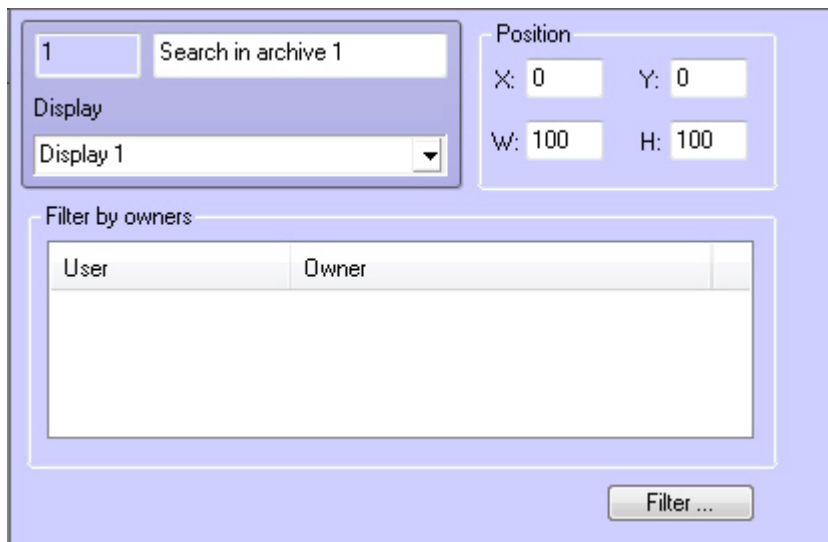 1 Search in archive 1
Display
Display 1
Position
X: 0 Y: 0
W: 100 H: 100
Filter by owners
User Owner
Filter ...